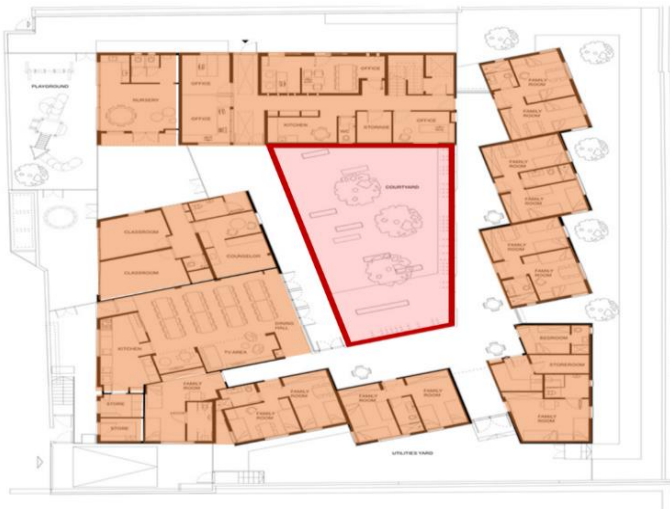 PLAYGROUND
NURSERY
OFFICE
OFFICE
OFFICE
KITCHEN
STORAGE
OFFICE
COURTYARD
FAMILY
ROOM
FAMILY
ROOM
FAMILY
ROOM
FAMILY
ROOM
FAMILY
ROOM
FAMILY
ROOM
CLASSROOM
CLASSROOM
COUNSELOR
DINING
HALL
KITCHEN
TV AREA
STORE
STORE
FAMILY
ROOM
FAMILY
ROOM
FAMILY
ROOM
FAMILY
ROOM
FAMILY
ROOM
BEDROOM
STOREROOM
FAMILY
ROOM
UTILITIES YARD